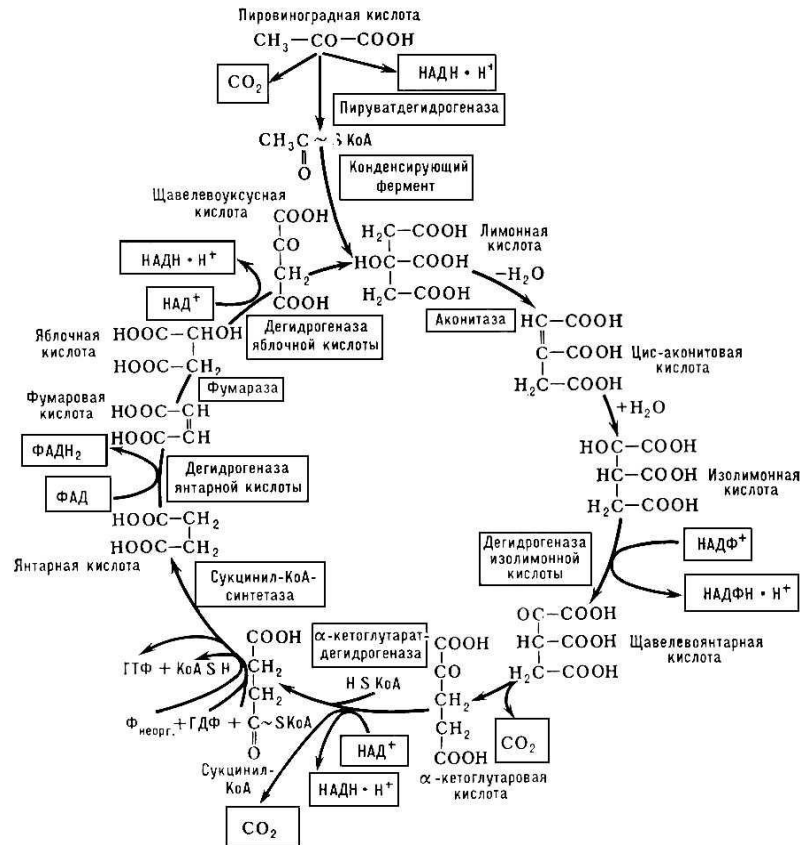 Пировиноградная кислота
CH₃—CO—COOH
CO₂
НАДН · Н⁺
Пируватдегидрогеназа
CH₃C ~ S KoA
O
Конденсирующий
фермент
Щавелевоуксусная
кислота
COOH
CO
CH₂
COOH
НАДН · Н⁺
НАД⁺
Дегидрогеназа
яблочной кислоты
Лимонная
кислота
H₂C—COOH
HO C—COOH
H₂C—COOH
—H₂O
Аконитаза
HC—COOH
C—COOH
H₂C—COOH
Цис-аконитовая
кислота
+H₂O
HO C—COOH
HC—COOH
H₂C—COOH
Изолимонная
кислота
Дегидрогеназа
изолимонной
кислоты
НАДФ⁺
НАДФН · Н⁺
OC—COOH
HC—COOH
H₂C—COOH
Щавелевоянтарная
кислота
CO₂
α-кетоглутарат-
дегидрогеназа
COOH
CO
CH₂
CH₂
COOH
α-кетоглутаровая
кислота
H S KoA
НАД⁺
НАДН · Н⁺
CO₂
COOH
CH₂
CH₂
C~SKoA
O
Сукцинил-
КоА
ГТФ + КоА S H
Фнеорг.+ГДФ +
Сукцинил-КоА-
синтетаза
HOOC—CH₂
HOOC—CH₂
Янтарная кислота
Дегидрогеназа
янтарной кислоты
ФАДН₂
ФАД
Фумаровая
кислота
HOOC—CH
HOOC—CH
Фумараза
Яблочная
кислота
HOOC—CHOH
HOOC—CH₂